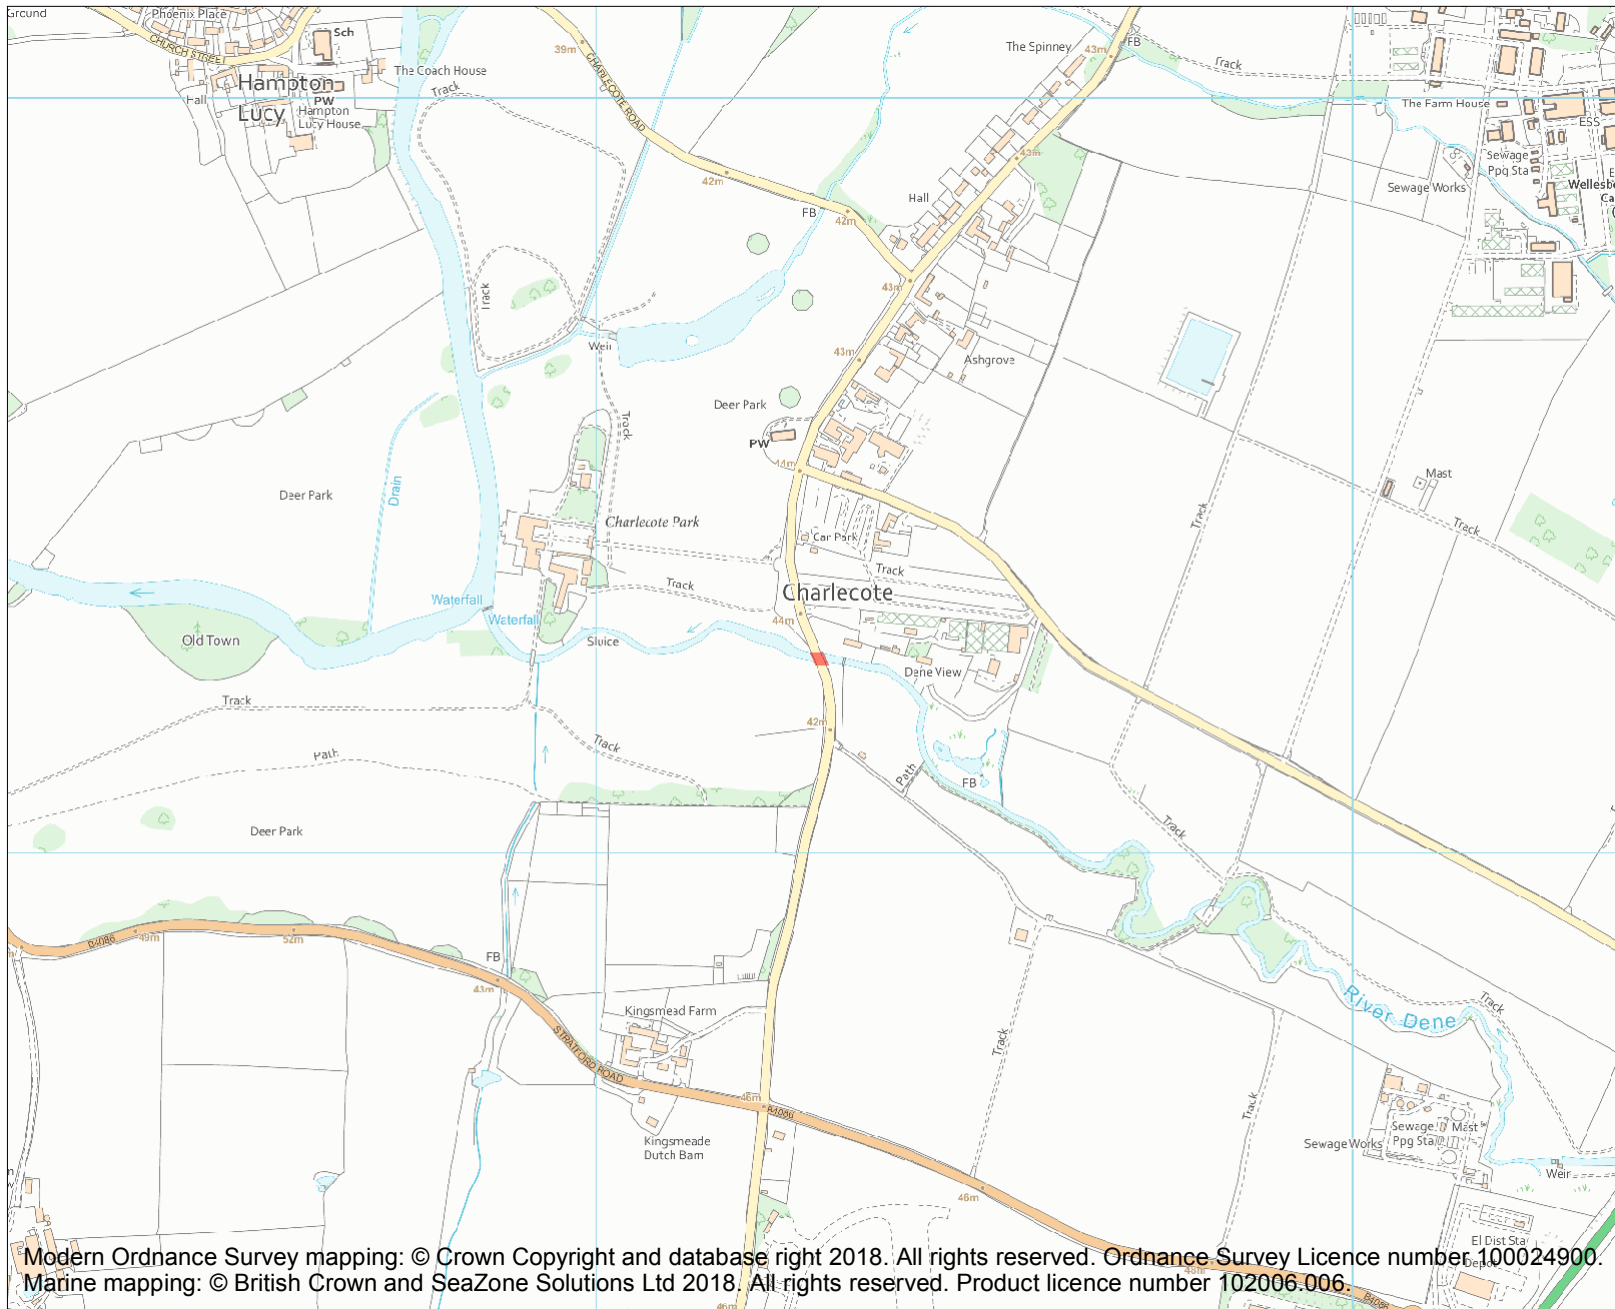 Ground
Phoenix Place
CHURCH STREET
Sch
Hampton
Lucy
PW
Hall
Hampton
Lucy House
The Coach House
Track
39m
CHARLECOTE ROAD
42m
FB
42m
Hall
The Spinney
43m
FB
Track
43m
The Farm House
ESS
Sewage
Ppg Sta
Sewage Works
43m
Track
Weir
43m
Ashgrove
Deer Park
PW
44m
Track
Deer Park
Drain
Charlecote Park
Car Park
Track
Track
Charlecote
Mast
Track
Track
Waterfall
Waterfall
Sluice
44m
Old Town
Dene View
Track
42m
Track
Path
Path
FB
Track
Deer Park
B4086
49m
52m
FB
43m
Kingsmead Farm
STRATFORD ROAD
River Dene
Track
Track
Track
46m
B4086
Kingsmeade
Dutch Barn
Sewage Works
Sewage
Ppg Sta
Mast
Weir
46m
El Dist Sta
Depot
48m
B4086
46m
Modern Ordnance Survey mapping: © Crown Copyright and database right 2018. All rights reserved. Ordnance Survey Licence number 100024900.
Marine mapping: © British Crown and SeaZone Solutions Ltd 2018. All rights reserved. Product licence number 102006.006.